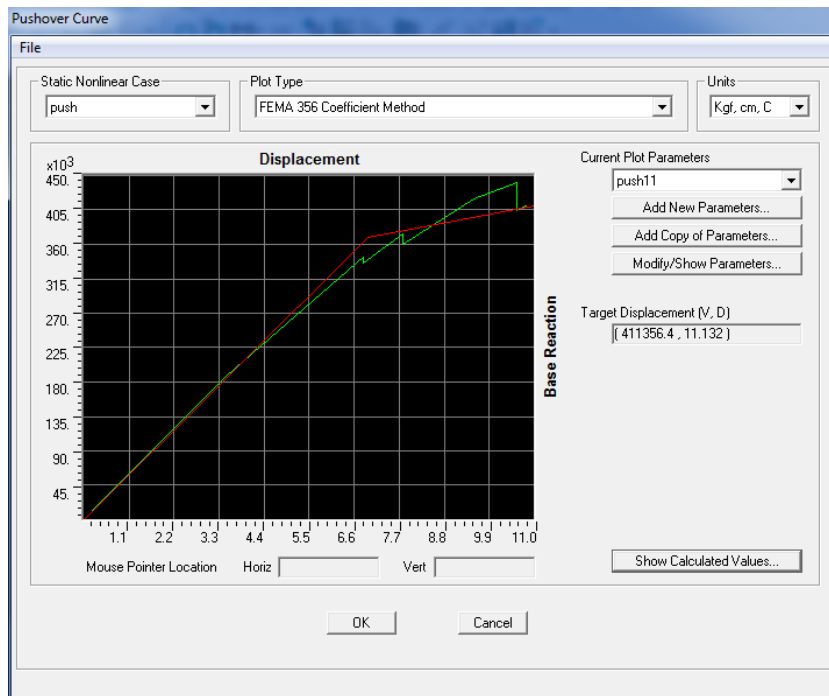 Pushover Curve
File
Static Nonlinear Case
push
Plot Type
FEMA 356 Coefficient Method
Units
Kgf, cm, C
Displacement
x10³
450.
405.
360.
315.
270.
225.
180.
135.
90.
45.
1.1 2.2 3.3 4.4 5.5 6.6 7.7 8.8 9.9 11.0
Base Reaction
Mouse Pointer Location Horiz Vert
Current Plot Parameters
push11
Add New Parameters...
Add Copy of Parameters...
Modify/Show Parameters...
Target Displacement (V, D)
( 411356.4 , 11.132 )
Show Calculated Values...
OK Cancel